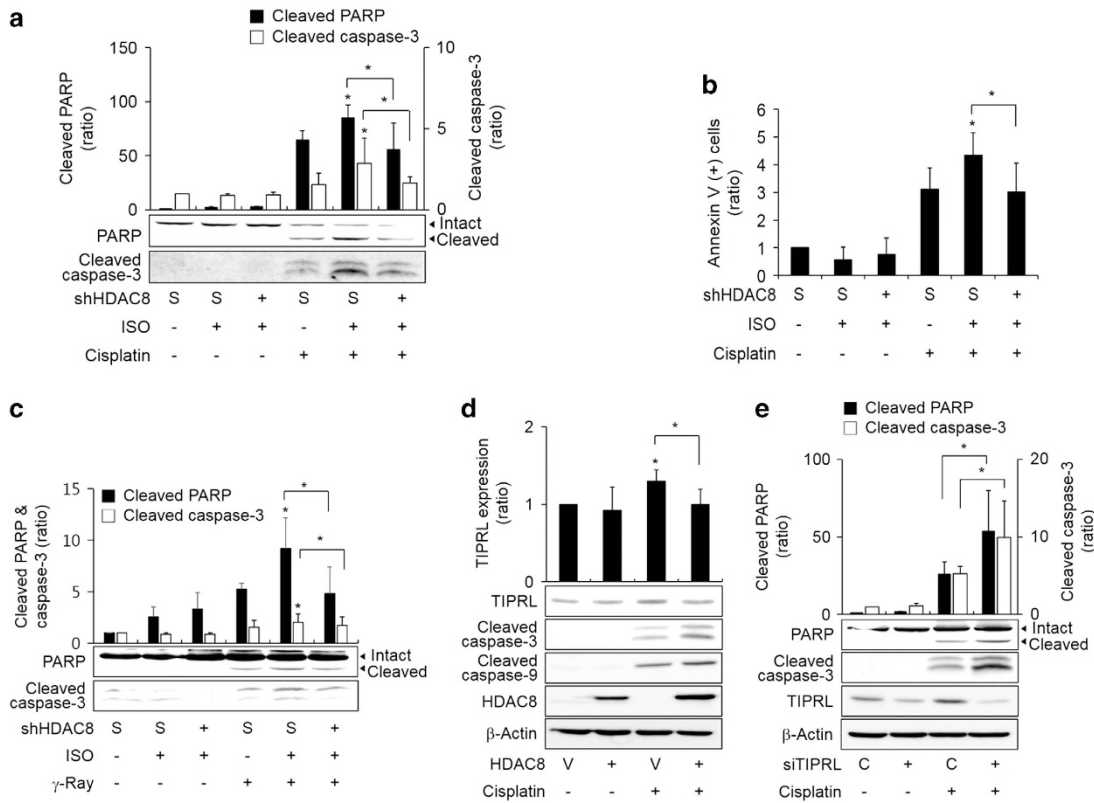 a
Cleaved PARP
Cleaved caspase-3
Cleaved PARP
(ratio)
150
100
50
0
10
5
0
Cleaved caspase-3
(ratio)
*
*
*
*
PARP
Intact
Cleaved
Cleaved
caspase-3
shHDAC8 S S + S S +
ISO - + + - + +
Cisplatin - - - + + +
b
Annexin V (+) cells
(ratio)
6
5
4
3
2
1
0
*
*
shHDAC8 S S + S S +
ISO - + + - + +
Cisplatin - - - + + +
c
Cleaved PARP &
caspase-3 (ratio)
15
10
5
0
Cleaved PARP
Cleaved caspase-3
*
*
*
*
PARP
Intact
Cleaved
Cleaved
caspase-3
shHDAC8 S S + S S +
ISO - + + - + +
γ-Ray - - - + + +
d
TIPRL expression
(ratio)
2
1
0
*
*
TIPRL
Cleaved
caspase-3
Cleaved
caspase-9
HDAC8
β-Actin
HDAC8 V + V +
Cisplatin - - + +
e
Cleaved PARP
Cleaved caspase-3
Cleaved PARP
(ratio)
100
50
0
20
10
0
Cleaved caspase-3
(ratio)
*
*
PARP
Intact
Cleaved
Cleaved
caspase-3
TIPRL
β-Actin
siTIPRL C + C +
Cisplatin - - + +